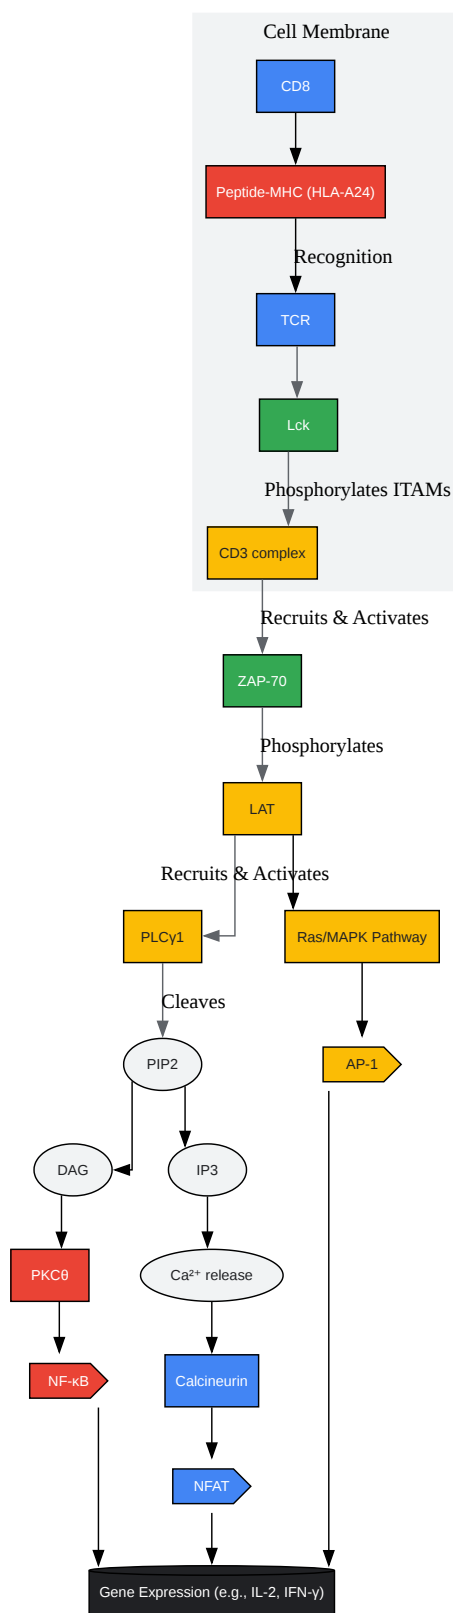 Cell Membrane
CD8
Peptide-MHC (HLA-A24)
Recognition
TCR
Lck
Phosphorylates ITAMs
CD3 complex
Recruits & Activates
ZAP-70
Phosphorylates
LAT
Recruits & Activates
PLCγ1
Ras/MAPK Pathway
Cleaves
PIP2
AP-1
DAG
IP3
PKCθ
Ca²⁺ release
NF-κB
Calcineurin
NFAT
Gene Expression (e.g., IL-2, IFN-γ)